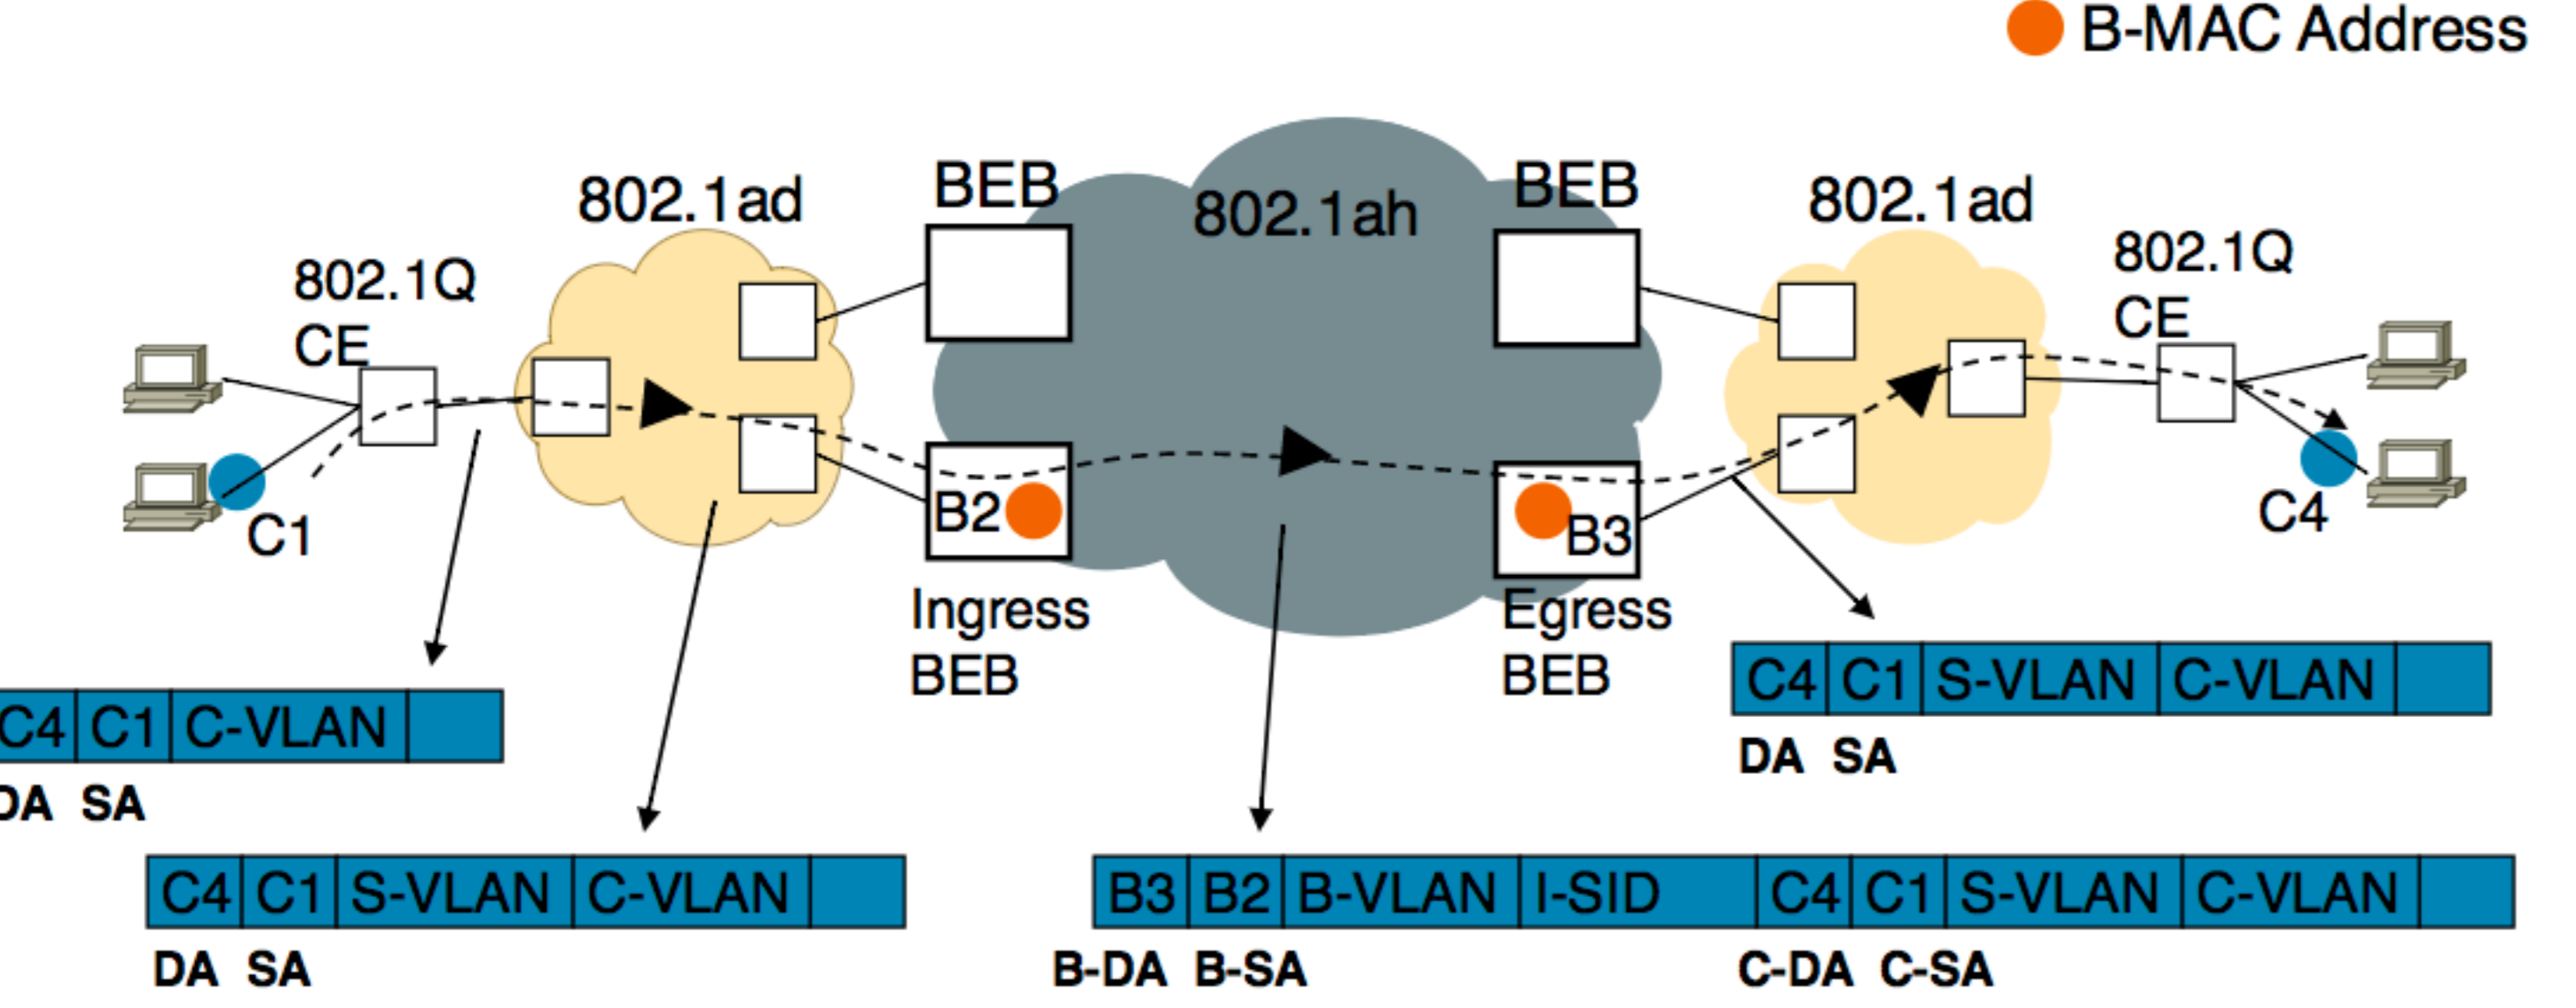 B-MAC Address
BEB
BEB
802.1ad
802.1ah
802.1ad
802.1Q
CE
802.1Q
CE
C1
B2
B3
C4
Ingress
BEB
Egress
BEB
C4 C1 S-VLAN C-VLAN
DA SA
C4 C1 C-VLAN
DA SA
C4 C1 S-VLAN C-VLAN
DA SA
B3 B2 B-VLAN I-SID C4 C1 S-VLAN C-VLAN
B-DA B-SA C-DA C-SA